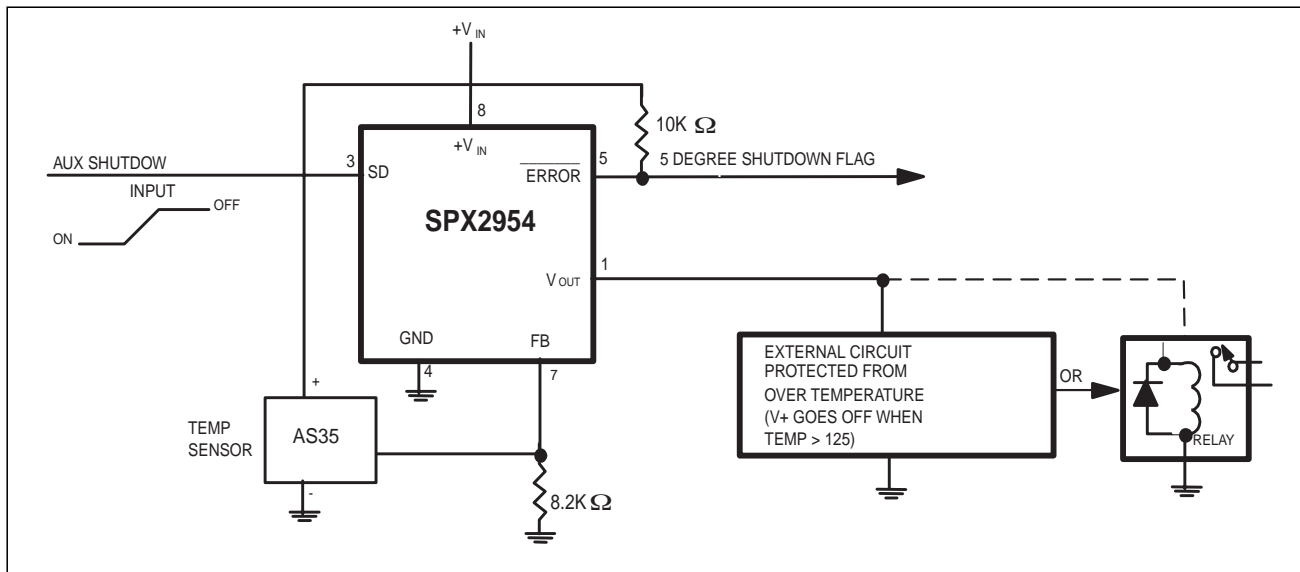 +V IN
8
10K Ω
+V IN
AUX SHUTDOW
3
SD
5
ERROR
5 DEGREE SHUTDOWN FLAG
INPUT
OFF
ON
SPX2954
1
V OUT
GND
FB
4
7
+
TEMP
SENSOR
AS35
-
8.2K Ω
EXTERNAL CIRCUIT
PROTECTED FROM
OVER TEMPERATURE
(V+ GOES OFF WHEN
TEMP > 125)
OR
RELAY